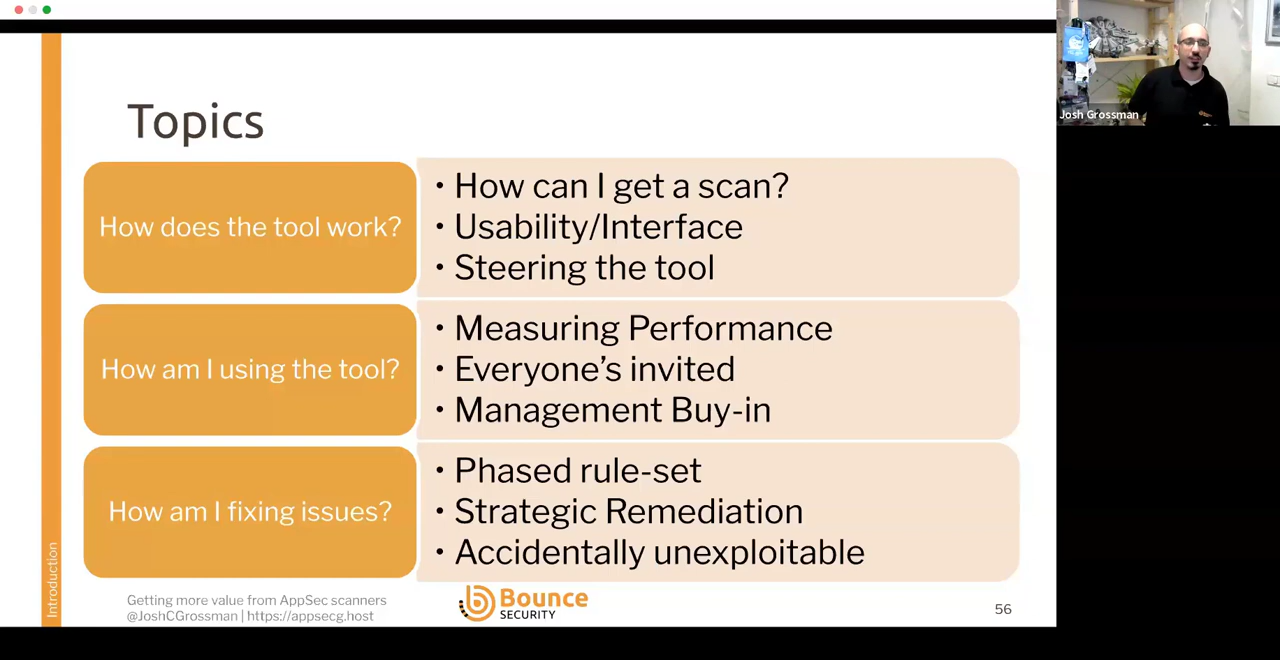 Topics
How does the tool work?
• How can I get a scan?
• Usability/Interface
• Steering the tool
How am I using the tool?
• Measuring Performance
• Everyone’s invited
• Management Buy-in
How am I fixing issues?
• Phased rule-set
• Strategic Remediation
• Accidentally unexploitable
Introduction
Getting more value from AppSec scanners
@JoshCGrossman | https://appsecg.host
Bounce
SECURITY
56
Josh Grossman